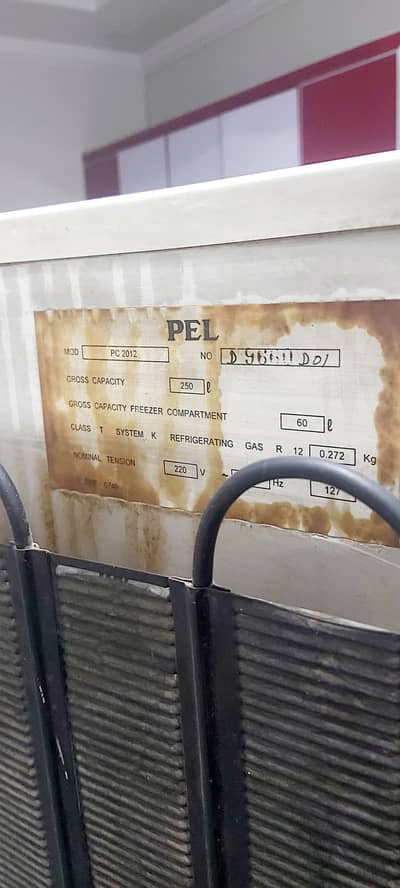 PEL
MOD PC 2012 NO
GROSS CAPACITY 250 ℓ
GROSS CAPACITY FREEZER COMPARTMENT 60 ℓ
CLASS T SYSTEM K REFRIGERATING GAS R 12 0.272 Kg
NOMINAL TENSION 220 V ~ Hz 127